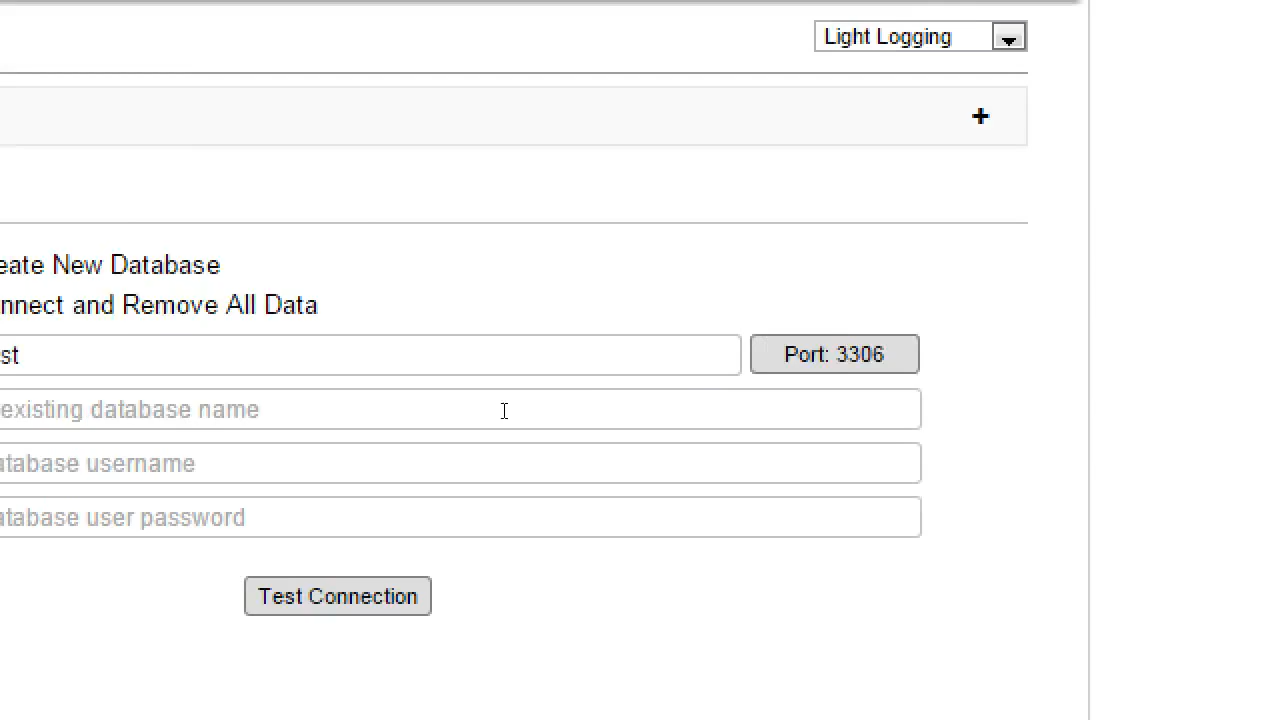 Light Logging
+
eate New Database
nnect and Remove All Data
st
Port: 3306
existing database name
atabase username
atabase user password
Test Connection